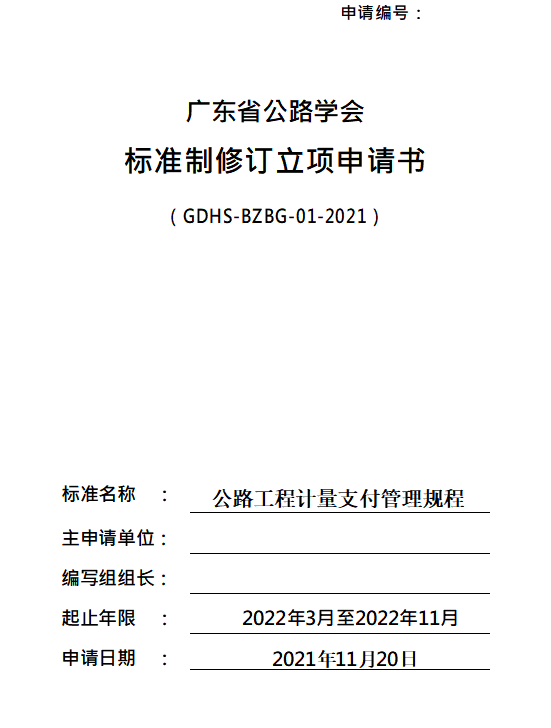 申请编号：
广东省公路学会
标准制修订立项申请书
（GDHS-BZBG-01-2021）
标准名称 ： 公路工程计量支付管理规程
主申请单位：
编写组组长：
起止年限 ： 2022年3月至2022年11月
申请日期 ： 2021年11月20日